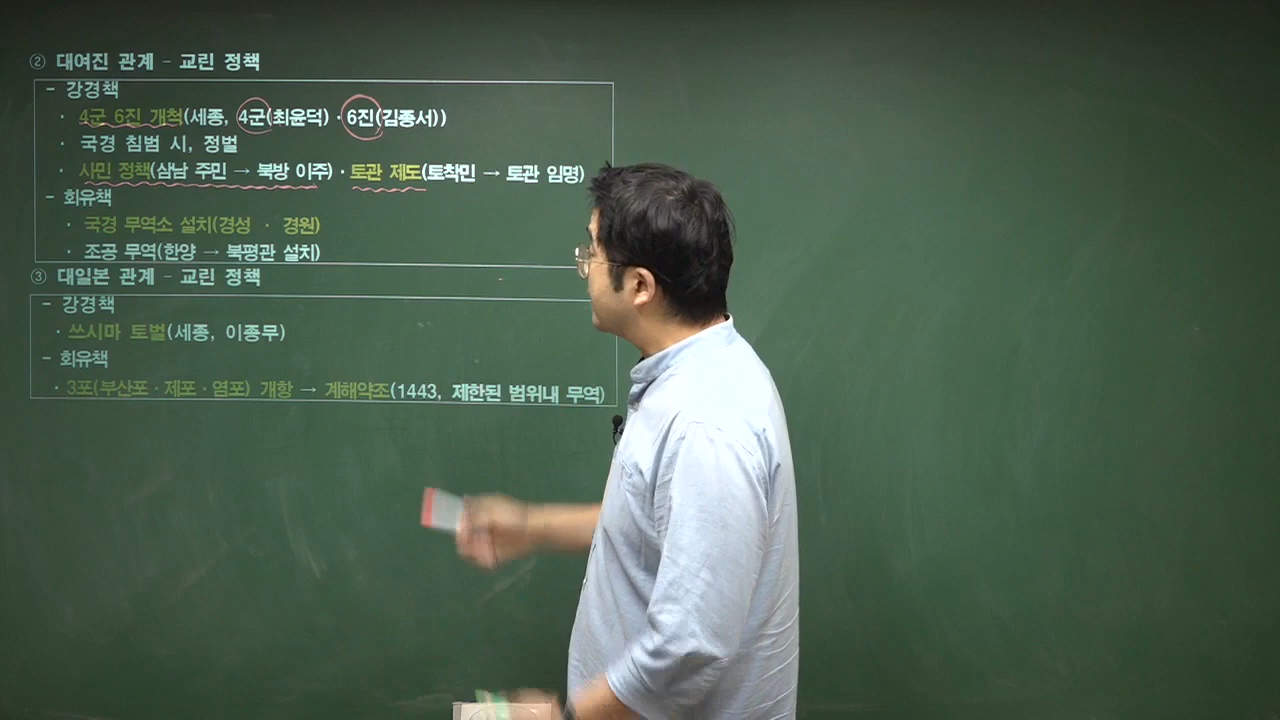 ② 대여진 관계 - 교린 정책
- 강경책
· 4군 6진 개척(세종, 4군(최윤덕) · 6진(김종서))
· 국경 침범 시, 정벌
· 사민 정책(삼남 주민 → 북방 이주) · 토관 제도(토착민 → 토관 임명)
- 회유책
· 국경 무역소 설치(경성 · 경원)
· 조공 무역(한양 → 북평관 설치)
③ 대일본 관계 - 교린 정책
- 강경책
· 쓰시마 토벌(세종, 이종무)
- 회유책
· 3포(부산포 · 제포 · 염포) 개항 → 계해약조(1443, 제한된 범위내 무역)